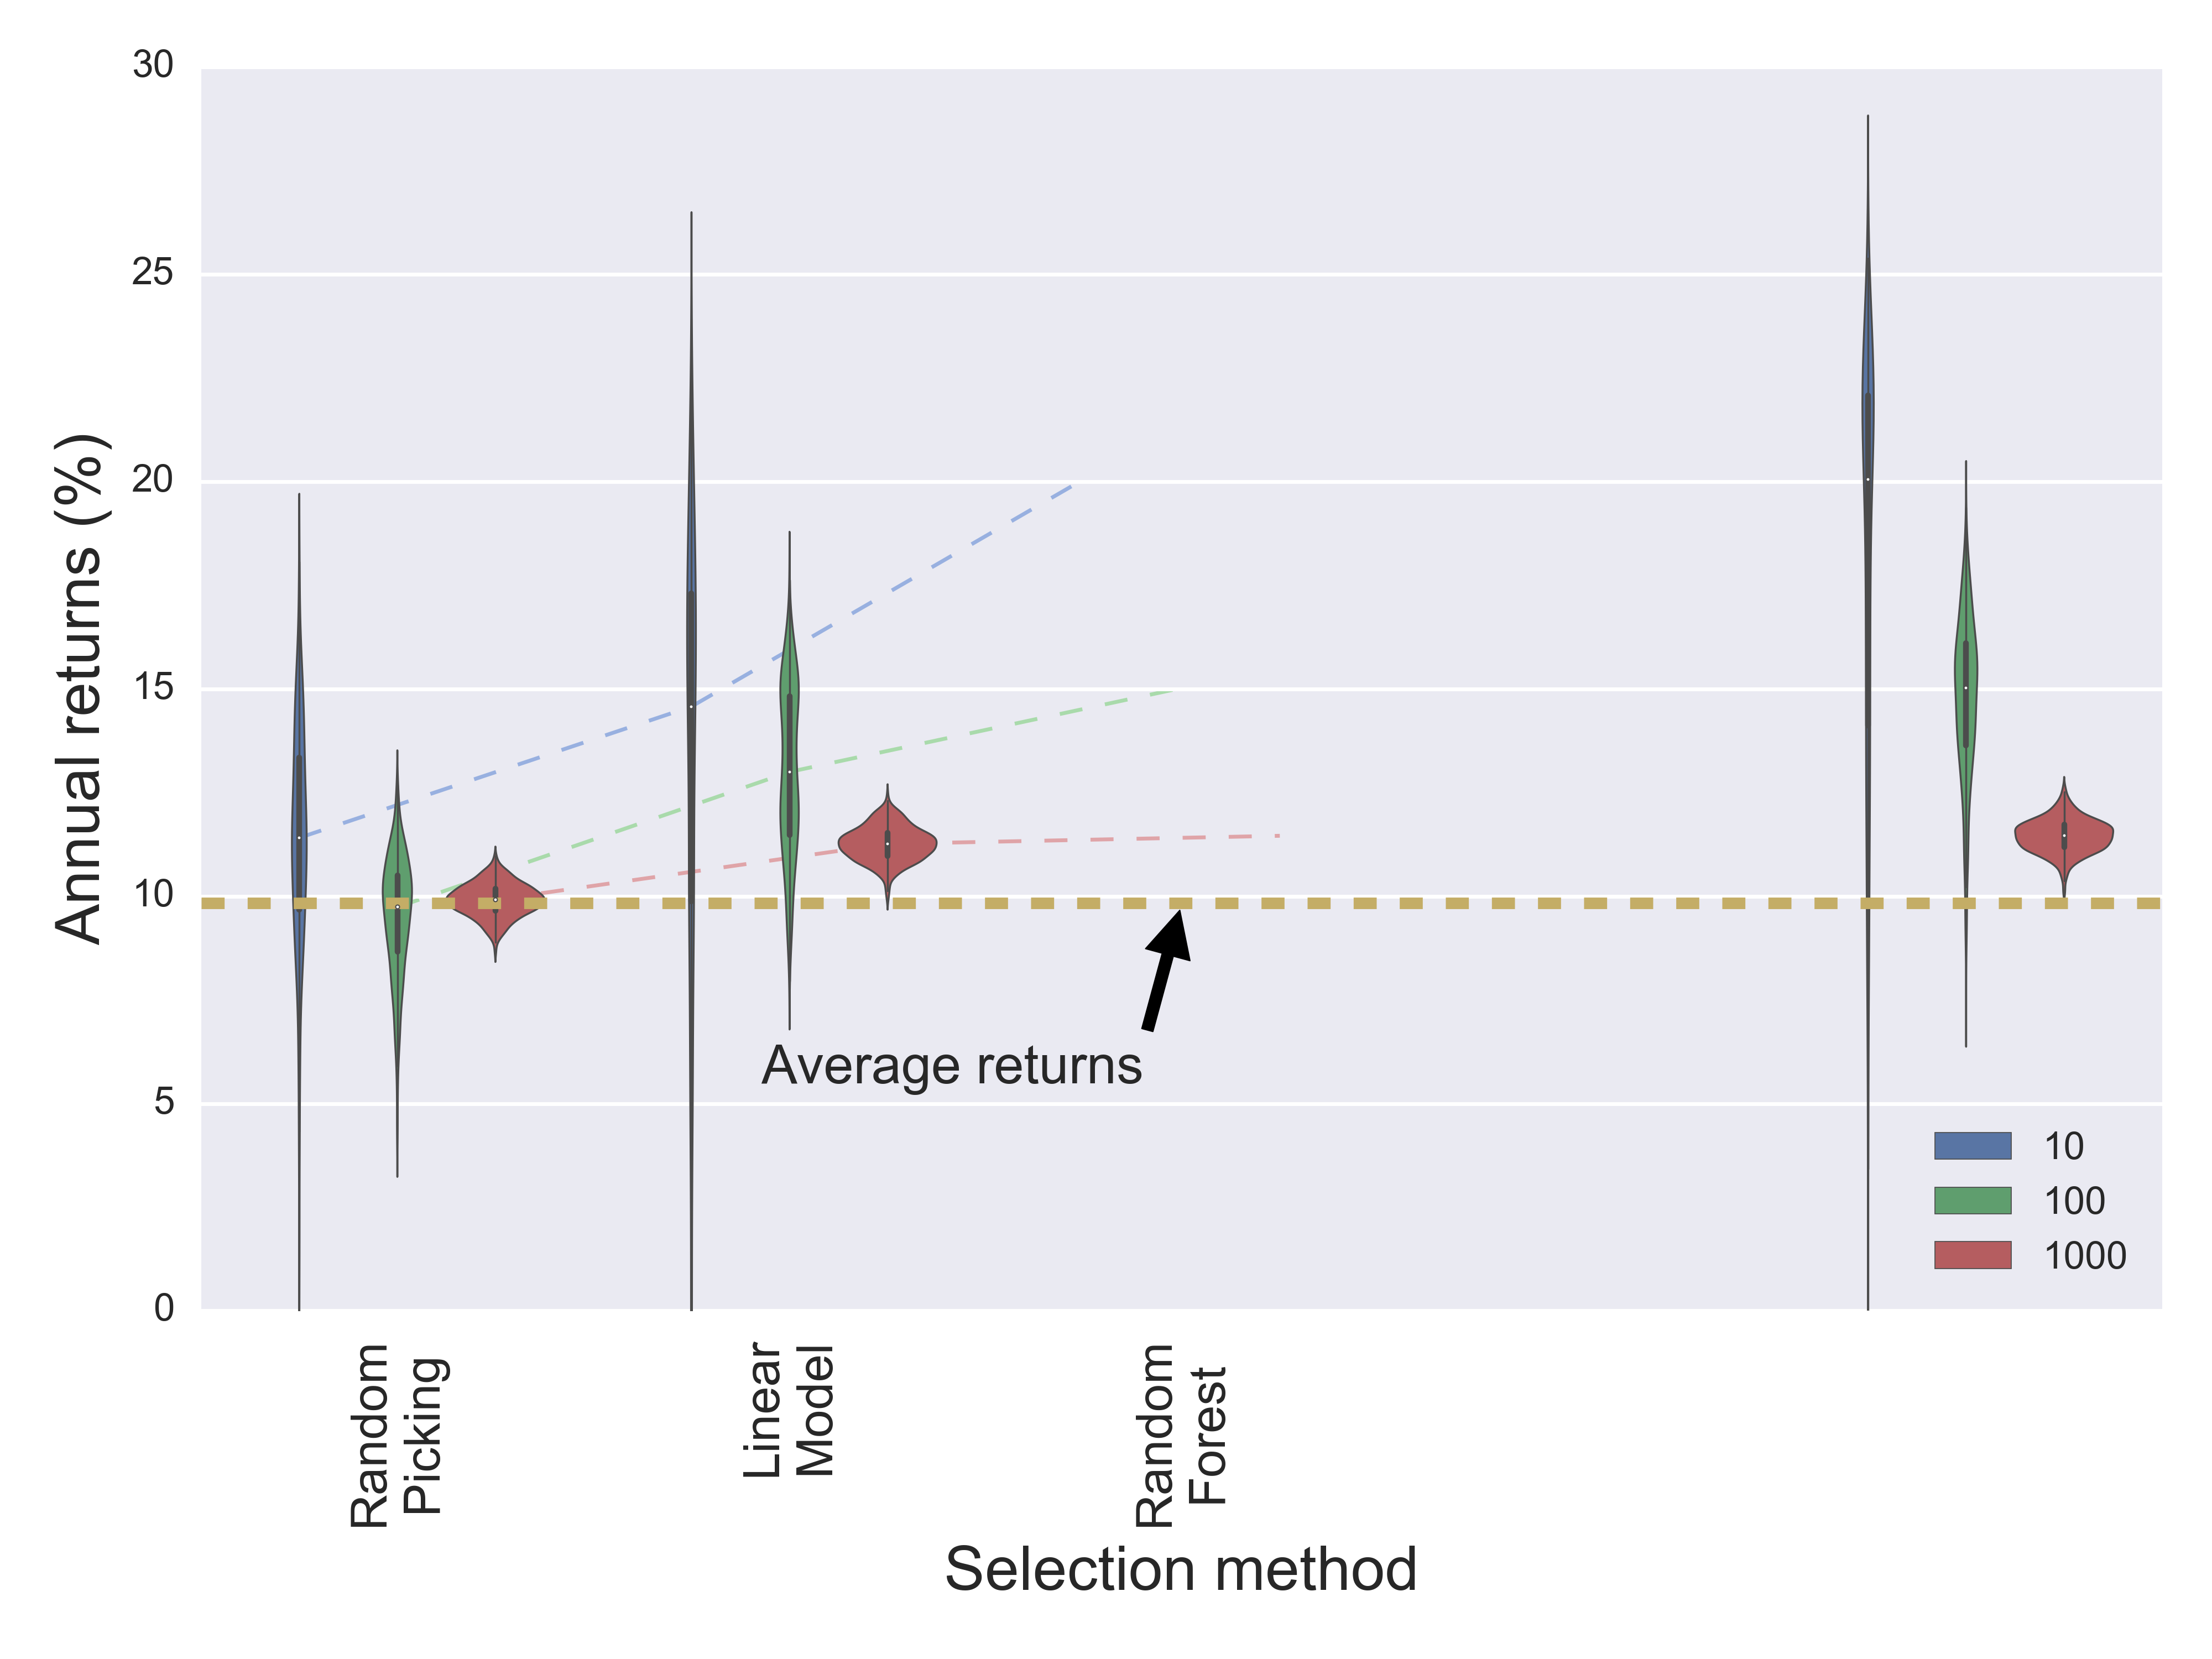 30
25
20
15
10
5
0
Annual returns (%)
Average returns
10
100
1000
Random
Picking
Linear
Model
Random
Forest
Selection method